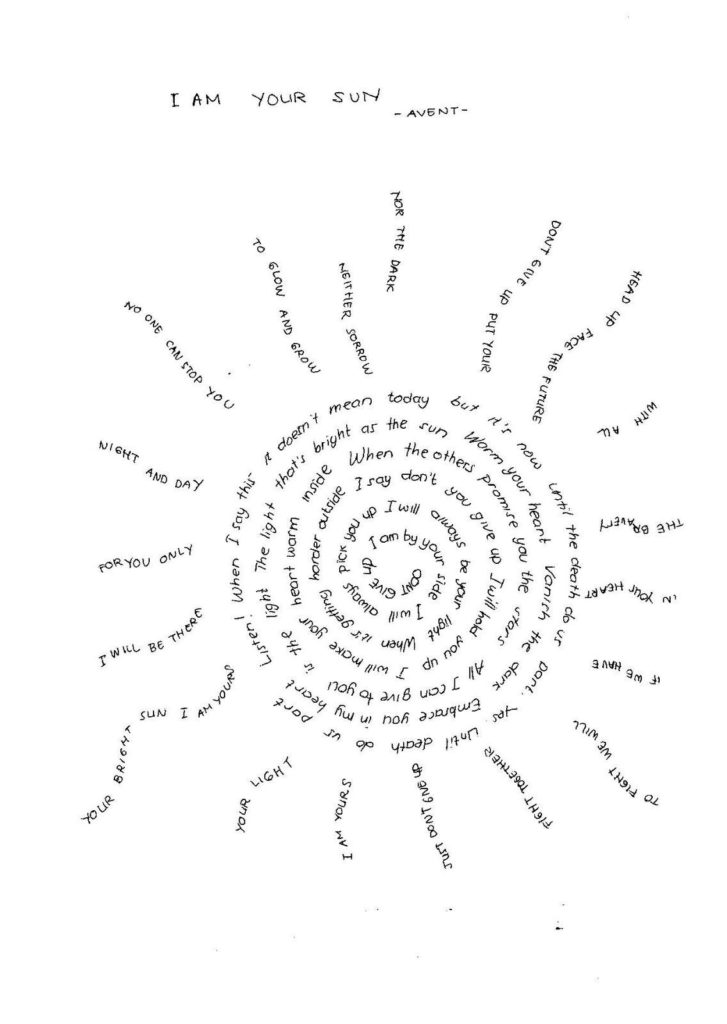 I AM YOUR SUN
-AVENT-
DONT GIVE UP
I am by your side I will always pick you up I will always be your light When its getting harder outside I say don't you give up I will hold you up I will make your heart warm inside When the others promise you the stars All I can give to you is the light The light that's bright as the sun Warm your heart Vanish the dark Embrace you in my heart Listen! When I say this- it doesn't mean today but it's now until the death do us part. Yes. Until death do us part
I AM YOURS
YOUR LIGHT
YOUR BRIGHT SUN I AM YOURS
I WILL BE THERE
FOR YOU ONLY
NIGHT AND DAY
NO ONE CAN STOP YOU
TO GLOW AND GROW
NEITHER SORROW
NOR THE DARK
DONT GIVE UP PUT YOUR
HEAD UP FACE THE FUTURE
WITH ALL
THE BRAVERY
IN YOUR HEART
IF WE HAVE
TO FIGHT WE WILL
FIGHT TOGETHER
JUST DONT GIVE UP